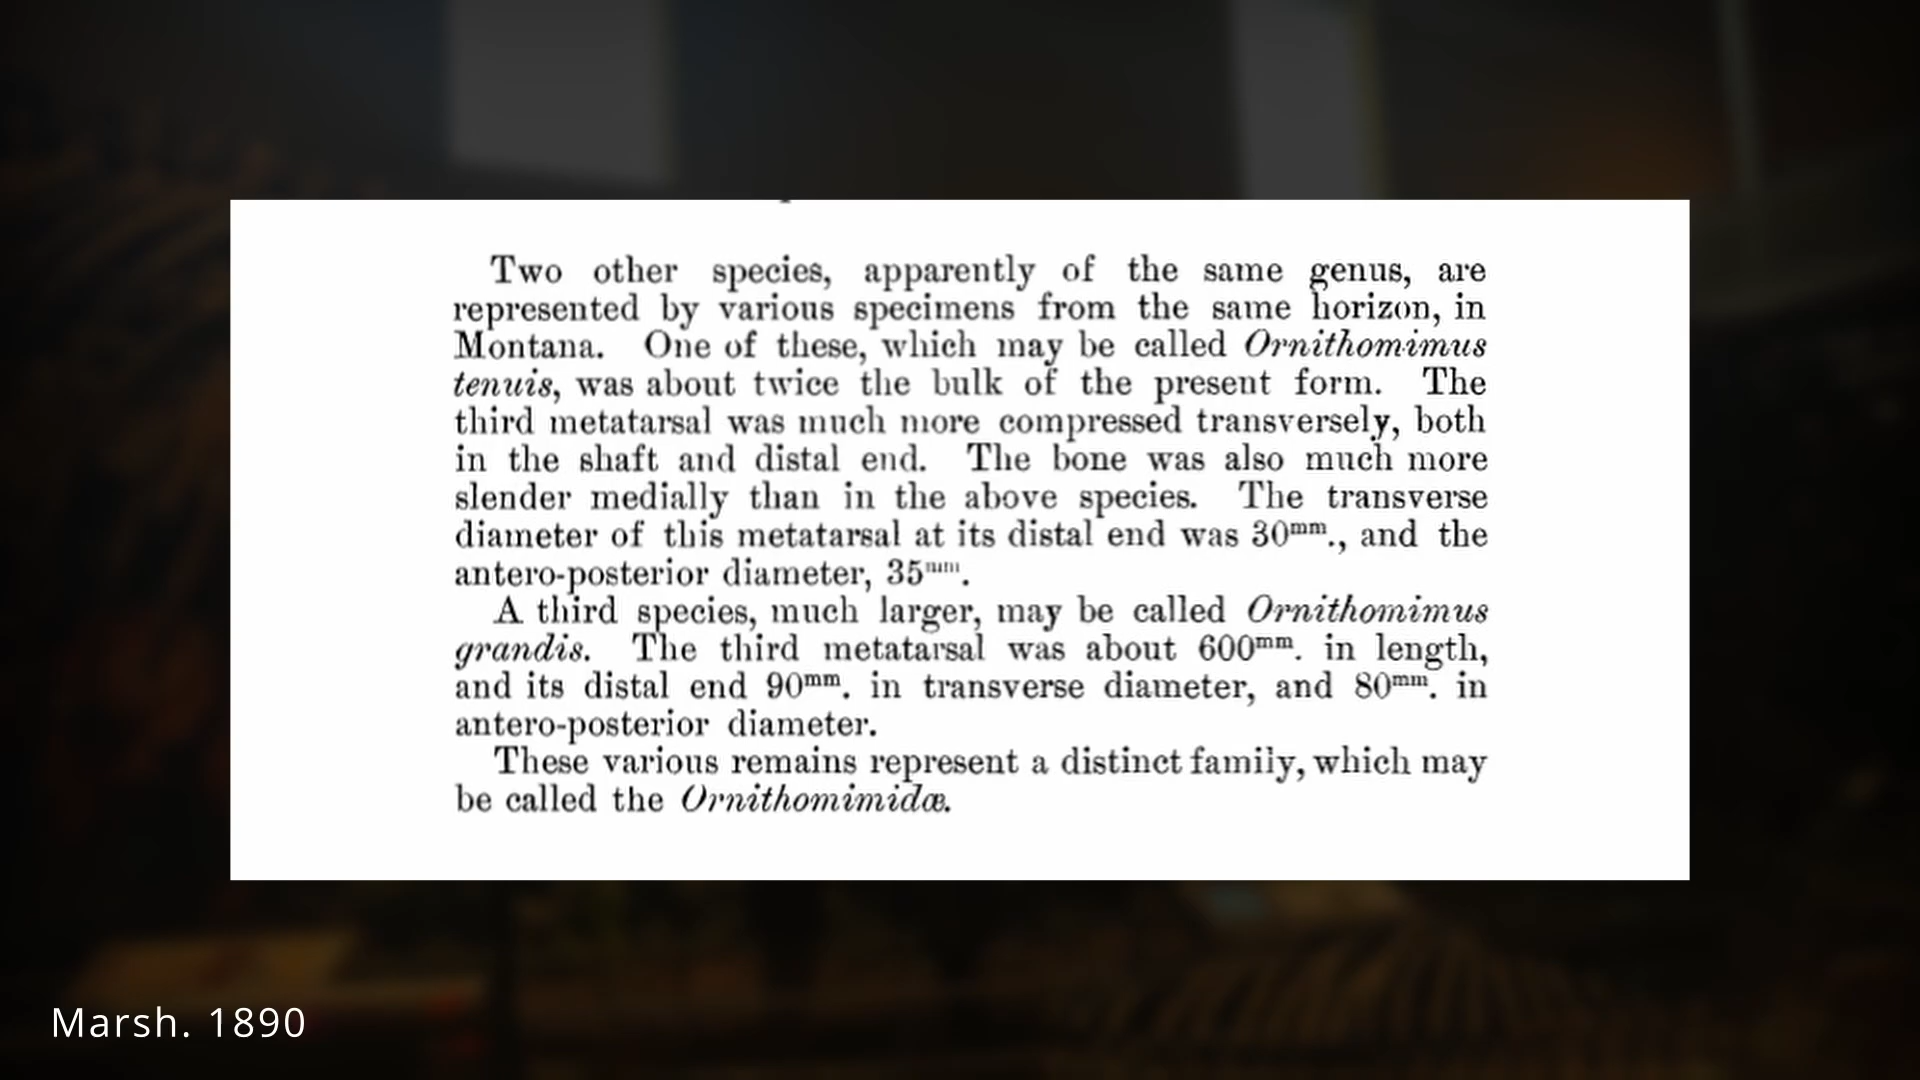 Two other species, apparently of the same genus, are
represented by various specimens from the same horizon, in
Montana. One of these, which may be called Ornithomimus
tenuis, was about twice the bulk of the present form. The
third metatarsal was much more compressed transversely, both
in the shaft and distal end. The bone was also much more
slender medially than in the above species. The transverse
diameter of this metatarsal at its distal end was 30mm., and the
antero-posterior diameter, 35mm.
A third species, much larger, may be called Ornithomimus
grandis. The third metatarsal was about 600mm. in length,
and its distal end 90mm. in transverse diameter, and 80mm. in
antero-posterior diameter.
These various remains represent a distinct family, which may
be called the Ornithomimidæ.
Marsh. 1890